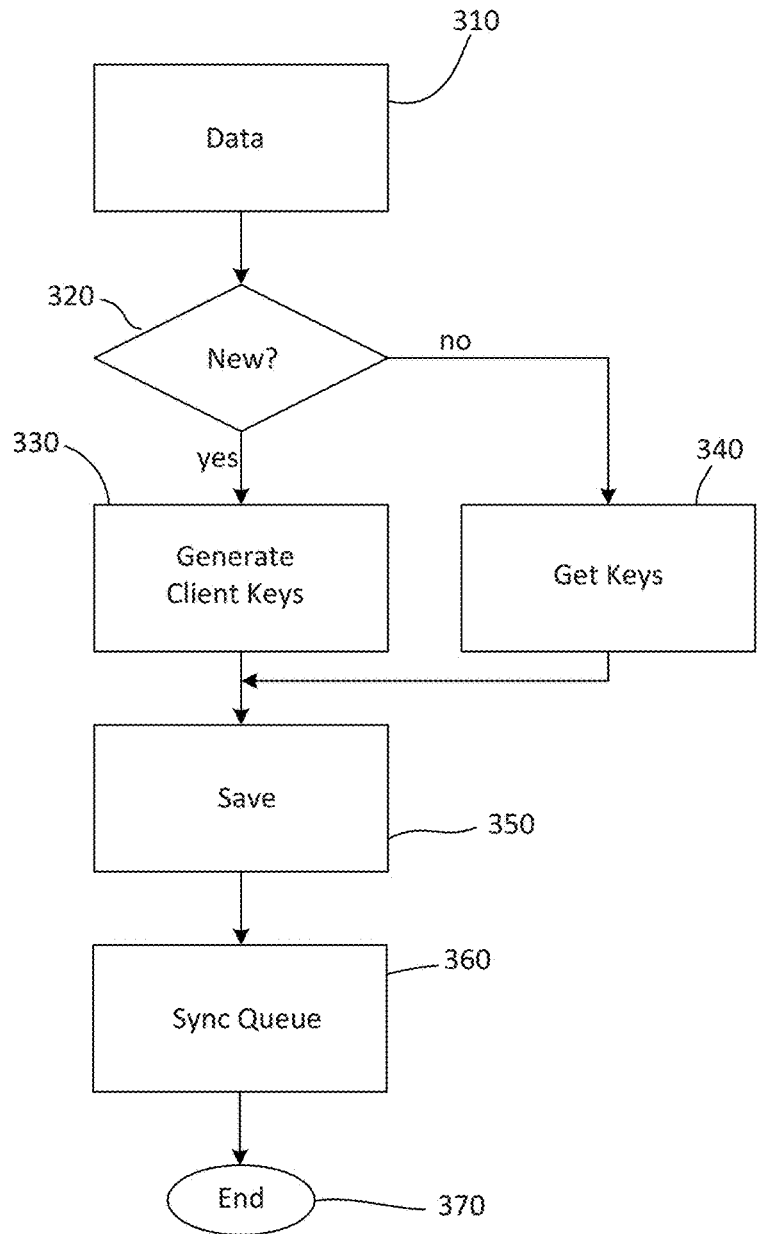 310
Data
320
New?
no
330
yes
340
Generate
Client Keys
Get Keys
Save
350
360
Sync Queue
End
370